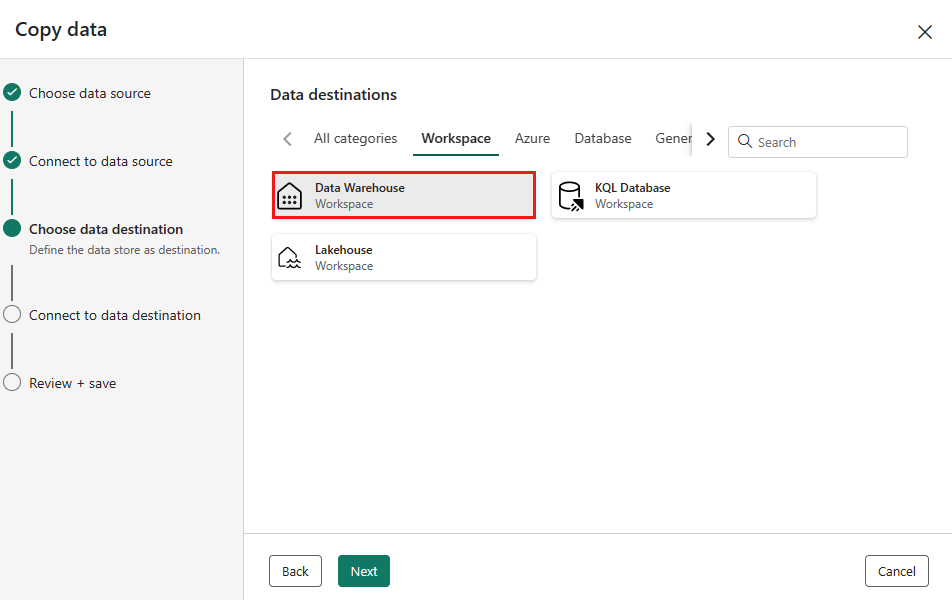 Copy data
Choose data source
Connect to data source
Choose data destination
Define the data store as destination.
Connect to data destination
Review + save
Data destinations
All categories
Workspace
Azure
Database
Gener
Search
Data Warehouse
Workspace
KQL Database
Workspace
Lakehouse
Workspace
Back
Next
Cancel